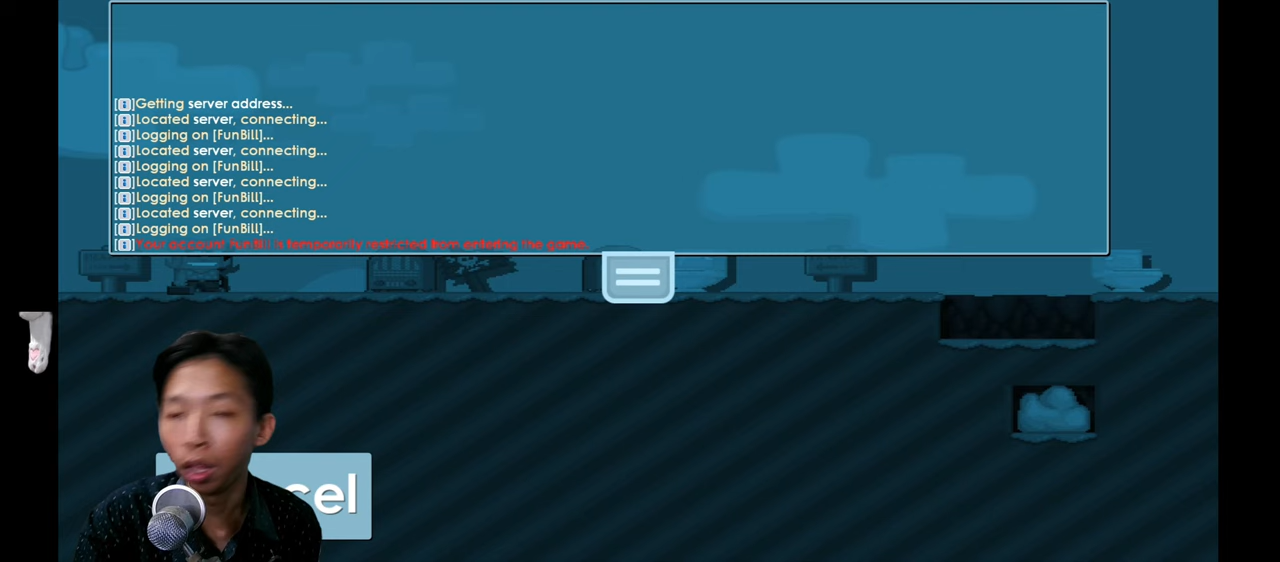 [i]Getting server address...
[i]Located server, connecting...
[i]Logging on [FunBill]...
[i]Located server, connecting...
[i]Logging on [FunBill]...
[i]Located server, connecting...
[i]Logging on [FunBill]...
[i]Located server, connecting...
[i]Logging on [FunBill]...
[i]Your account FunBill is temporarily restricted from entering the game.
cel